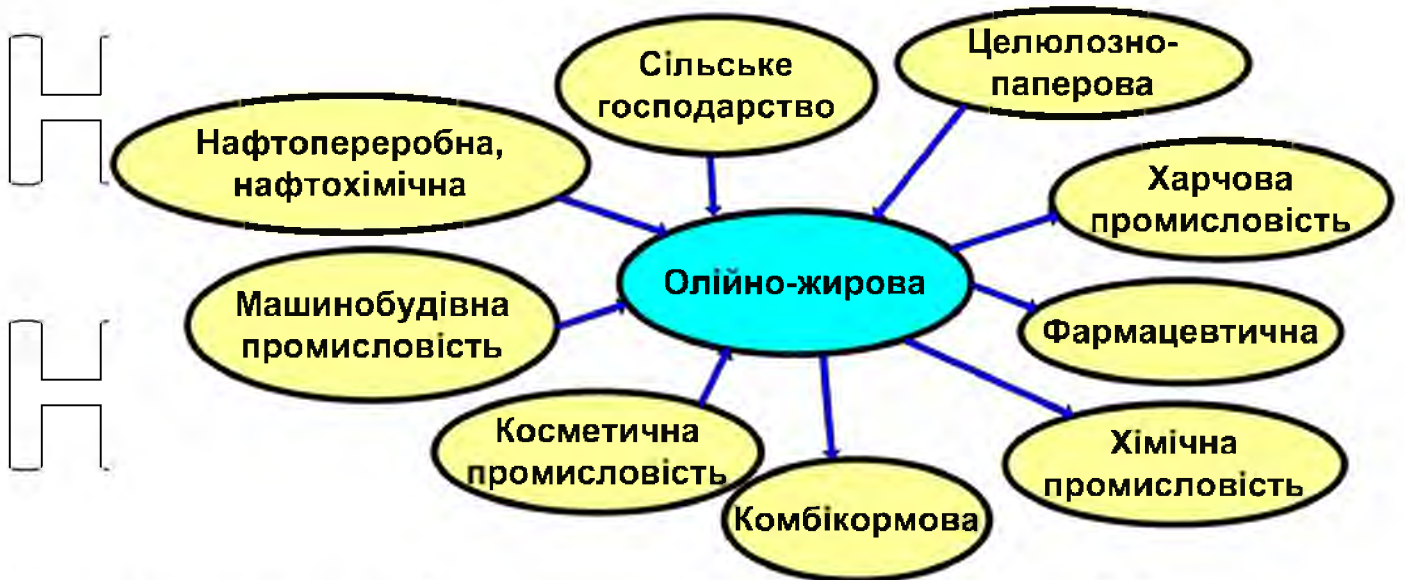 Сільське
господарство
Целюлозно-
паперова
Нафтопереробна,
нафтохімічна
Харчова
промисловість
Олійно-жирова
Машинобудівна
промисловість
Фармацевтична
Косметична
промисловість
Хімічна
промисловість
Комбікормова